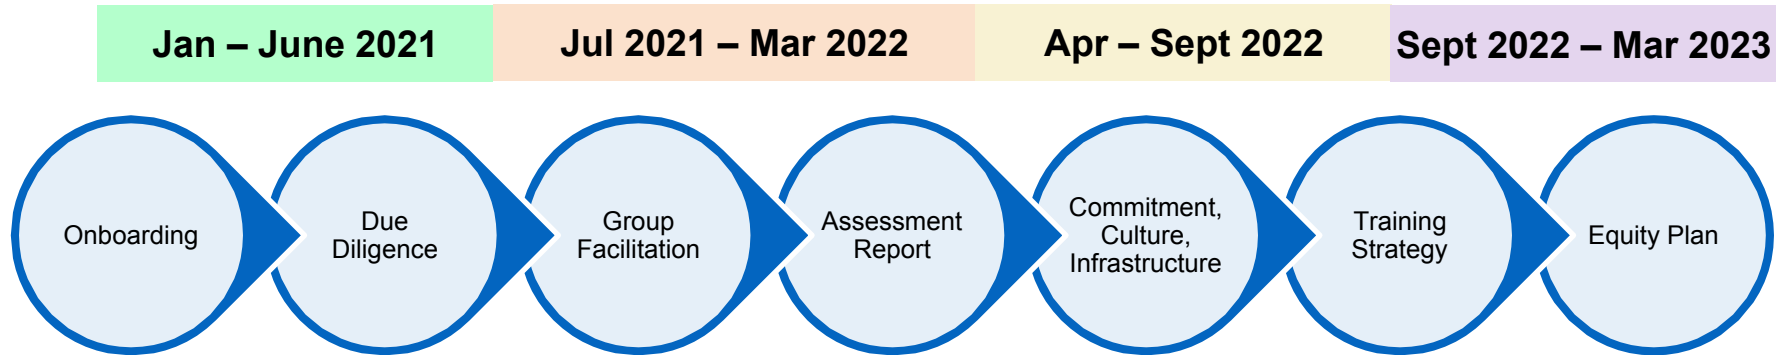 Jan – June 2021
Jul 2021 – Mar 2022
Apr – Sept 2022
Sept 2022 – Mar 2023
Onboarding
Due
Diligence
Group
Facilitation
Assessment
Report
Commitment,
Culture,
Infrastructure
Training
Strategy
Equity Plan